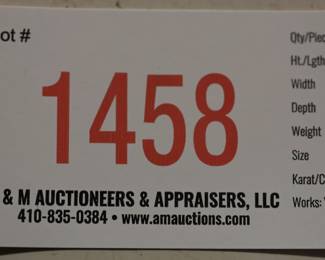 ot #
1458
& M AUCTIONEERS & APPRAISERS, LLC
410-835-0384 • www.amauctions.com
Qty/Piec
Ht./Lgth
Width
Depth
Weight
Size
Karat/C
Works: